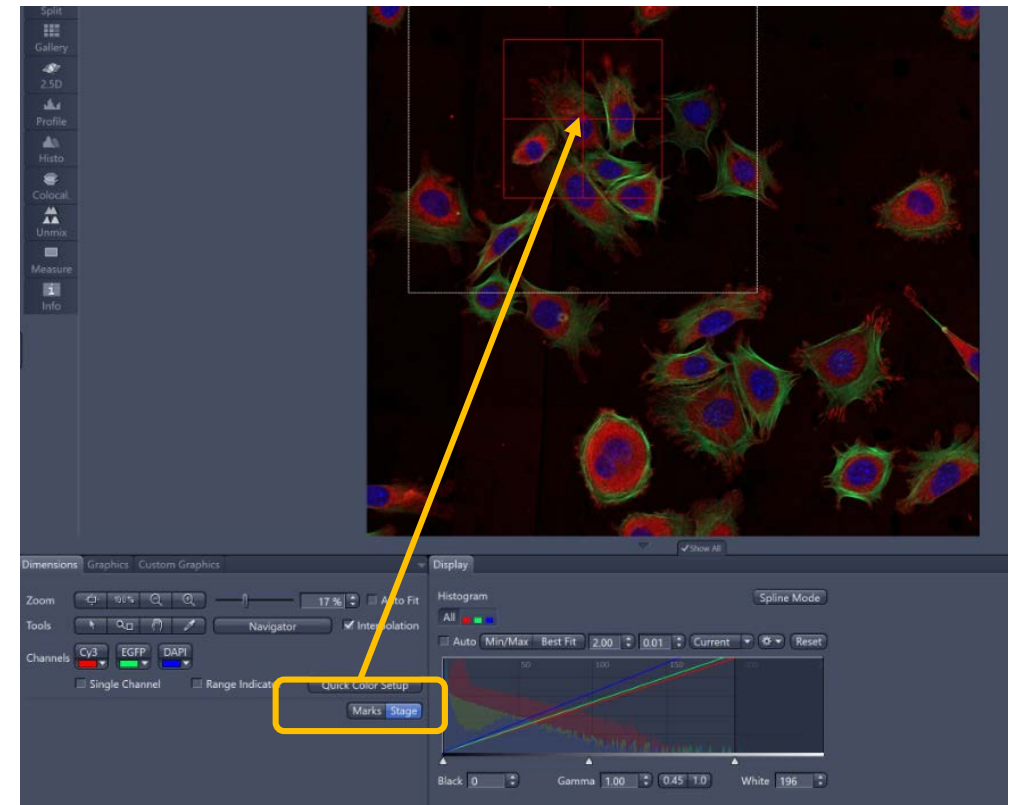 Split
Gallery
2.5D
Profile
Histo
Colocal.
Unmix
Measure
Info
Show All
Dimensions Graphics Custom Graphics
Zoom 100% 17 % Auto Fit
Tools Navigator Interpolation
Channels Cy3 EGFP DAPI
Single Channel Range Indicato Quick Color Setup
Marks Stage
Display
Histogram
Spline Mode
All
Auto Min/Max Best Fit 2.00 0.01 Current Reset
50 100 150 200
Black 0 Gamma 1.00 0.45 1.0 White 196